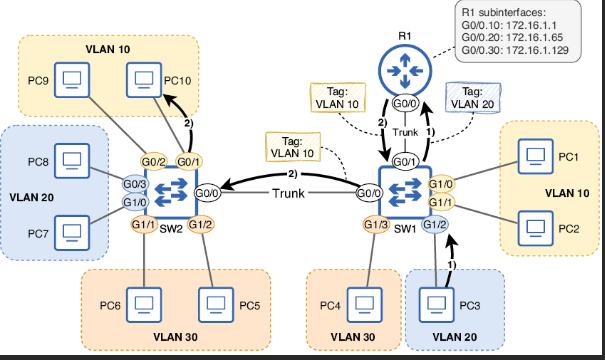 R1 subinterfaces:
G0/0.10: 172.16.1.1
G0/0.20: 172.16.1.65
G0/0.30: 172.16.1.129
R1
VLAN 10
PC9
PC10
2)
G0/2
G0/1
Tag:
VLAN 10
Tag:
VLAN 20
G0/0
2)
1)
Trunk
G0/1
Tag:
VLAN 10
2)
PC8
VLAN 20
PC7
G0/3
G1/0
G0/0
Trunk
G0/0
G1/0
G1/1
PC1
VLAN 10
PC2
G1/1
G1/2
SW2
G1/3
G1/2
SW1
1)
PC6
PC5
VLAN 30
PC4
VLAN 30
PC3
VLAN 20